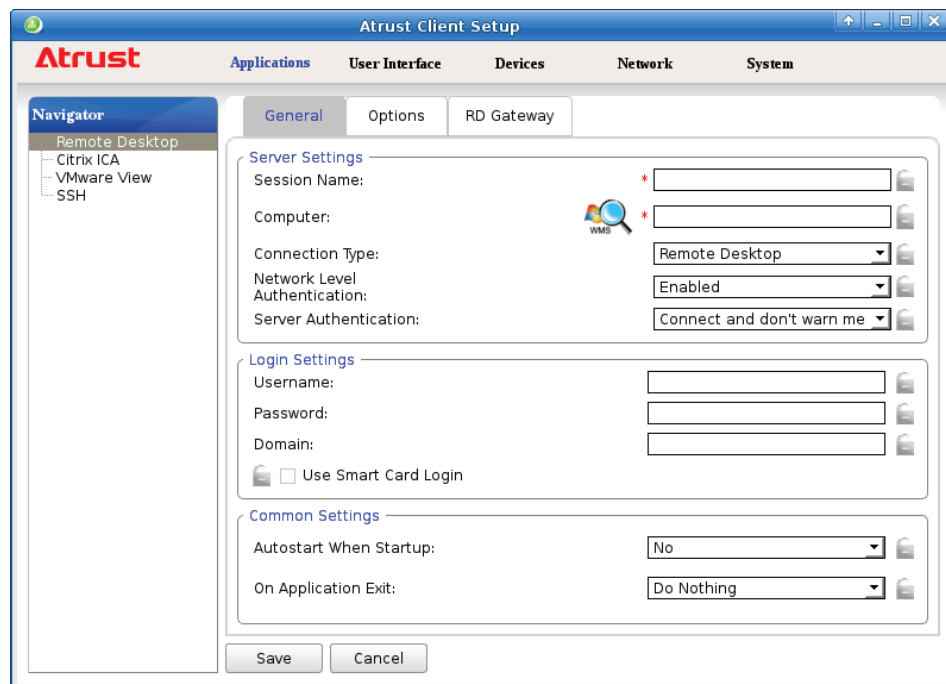 Atrust Client Setup
Atrust
Applications User Interface Devices Network System
Navigator
Remote Desktop
Citrix ICA
VMware View
SSH
General Options RD Gateway
Server Settings
Session Name: *
Computer: WMS *
Connection Type: Remote Desktop
Network Level
Authentication: Enabled
Server Authentication: Connect and don't warn me
Login Settings
Username:
Password:
Domain:
Use Smart Card Login
Common Settings
Autostart When Startup: No
On Application Exit: Do Nothing
Save Cancel